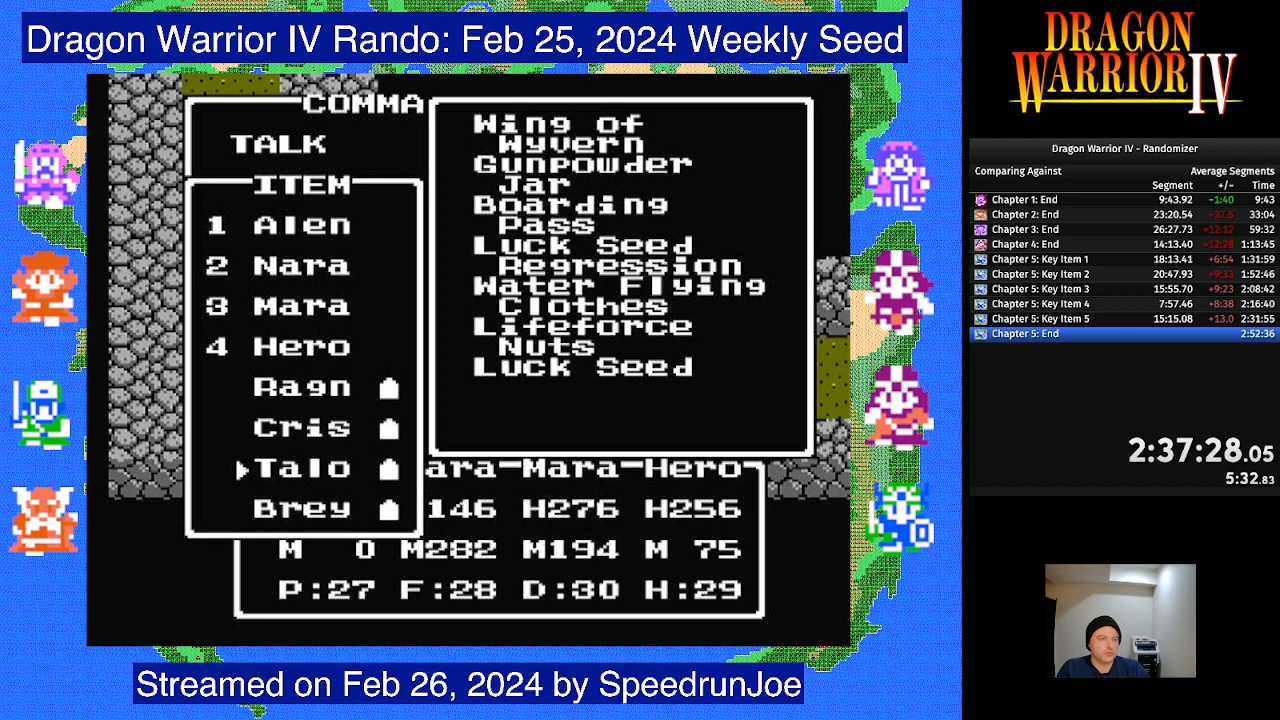 Dragon Warrior IV Rando: Feb 25, 2024 Weekly Seed
COMMA
TALK
ITEM
1 Alen
2 Nara
3 Mara
4 Hero
Ragn
Cris
Talo
Brey
Wing of
Wyvern
Gunpowder
Jar
Boarding
Pass
Luck Seed
Regression
Water Flying
Clothes
Lifeforce
Nuts
Luck Seed
ara Mara Hero
146 H276 H256
M 0 M282 M194 M 75
P:27 F:28 D:30 H:29
Streamed on Feb 26, 2024 by SpeedrunJoe
DRAGON
WARRIOR IV
Dragon Warrior IV - Randomizer
Comparing Against Average Segments
Segment +/- Time
Chapter 1: End 9:43.92 −1:40 9:43
Chapter 2: End 23:20.54 +37.5 33:04
Chapter 3: End 26:27.73 +12:12 59:32
Chapter 4: End 14:13.40 +12:28 1:13:45
Chapter 5: Key Item 1 18:13.41 +6:54 1:31:59
Chapter 5: Key Item 2 20:47.93 +9:33 1:52:46
Chapter 5: Key Item 3 15:55.70 +9:23 2:08:42
Chapter 5: Key Item 4 7:57.46 +8:38 2:16:40
Chapter 5: Key Item 5 15:15.08 +13.0 2:31:55
Chapter 5: End 2:52:36
2:37:28.05
5:32.83